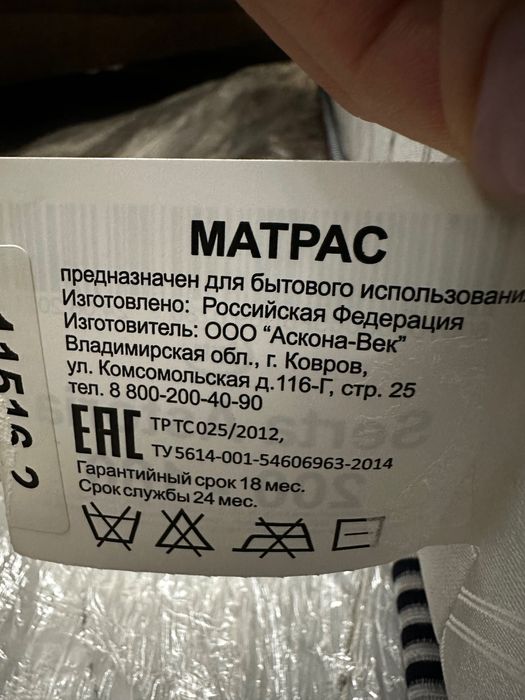 МАТРАС
предназначен для бытового использовани
Изготовлено: Российская Федерация
Изготовитель: ООО "Аскона-Век"
Владимирская обл., г. Ковров,
ул. Комсомольская д.116-Г, стр. 25
тел. 8 800-200-40-90
ЕАС ТР ТС 025/2012,
ТУ 5614-001-54606963-2014
Гарантийный срок 18 мес.
Срок службы 24 мес.